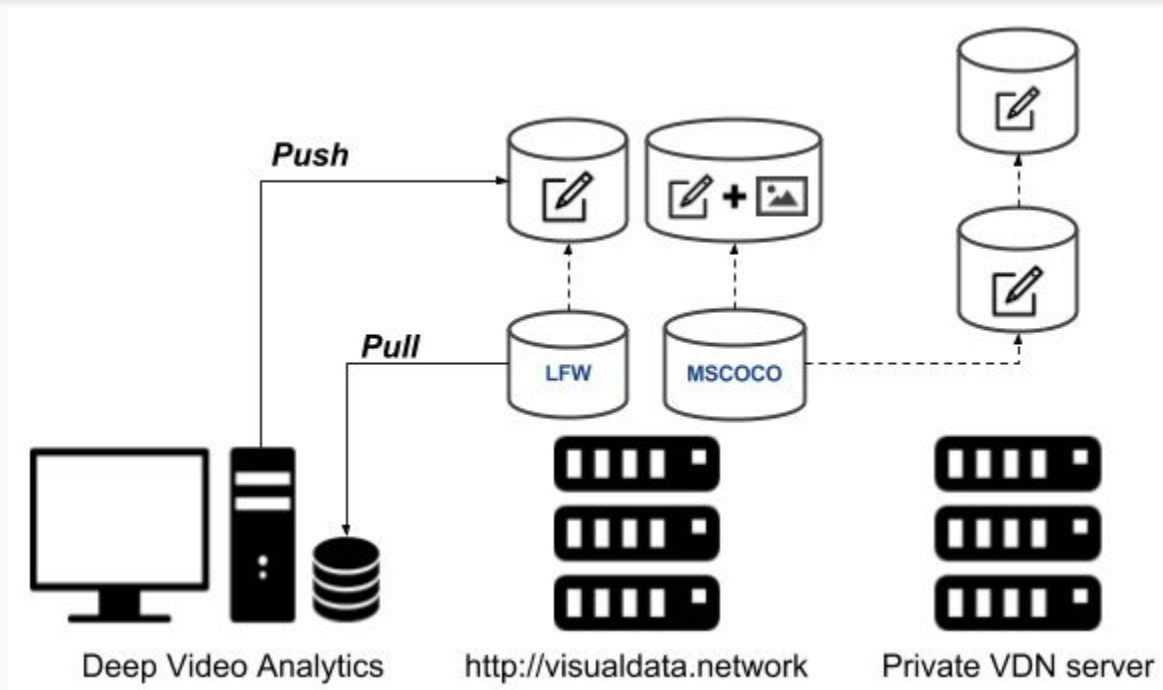 Push
Pull
LFW
MSCOCO
Deep Video Analytics
http://visualdata.network
Private VDN server